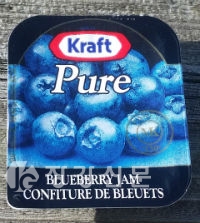 Kraft
Pure
BLUEBERRY JAM
CONFITURE DE BLEUETS